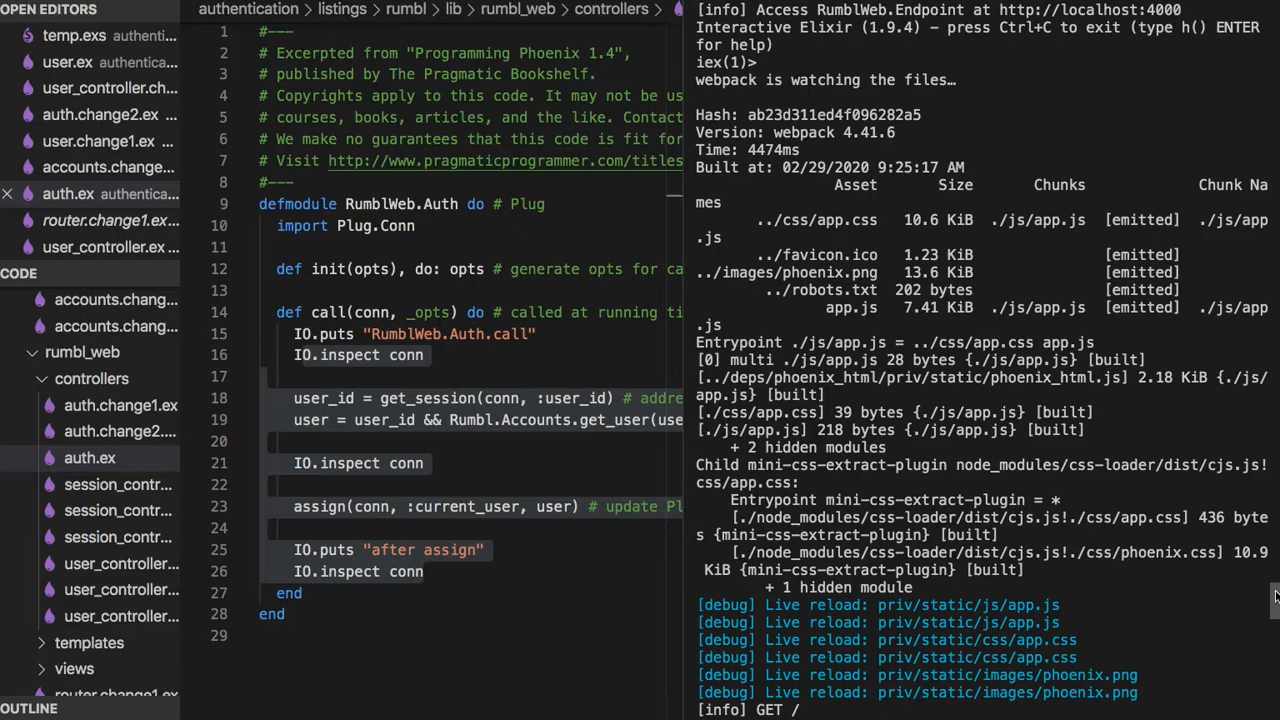 OPEN EDITORS
temp.exs authenti...
user.ex authentica...
user_controller.ch...
auth.change2.ex ...
user.change1.ex ...
accounts.change...
auth.ex authentica...
router.change1.ex...
user_controller.ex ...
CODE
accounts.chang...
accounts.chang...
rumbl_web
controllers
auth.change1.ex
auth.change2....
auth.ex
session_contr...
session_contr...
session_contr...
user_controller...
user_controller...
user_controller...
templates
views
router.change1.ex
OUTLINE
authentication > listings > rumbl > lib > rumbl_web > controllers >
1 #---
2 # Excerpted from "Programming Phoenix 1.4",
3 # published by The Pragmatic Bookshelf.
4 # Copyrights apply to this code. It may not be us
5 # courses, books, articles, and the like. Contact
6 # We make no guarantees that this code is fit for
7 # Visit http://www.pragmaticprogrammer.com/titles
8 #---
9 defmodule RumblWeb.Auth do # Plug
10 import Plug.Conn
11
12 def init(opts), do: opts # generate opts for ca
13
14 def call(conn, _opts) do # called at running ti
15 IO.puts "RumblWeb.Auth.call"
16 IO.inspect conn
17
18 user_id = get_session(conn, :user_id) # addre
19 user = user_id && Rumbl.Accounts.get_user(use
20
21 IO.inspect conn
22
23 assign(conn, :current_user, user) # update Pl
24
25 IO.puts "after assign"
26 IO.inspect conn
27 end
28 end
29
[info] Access RumblWeb.Endpoint at http://localhost:4000
Interactive Elixir (1.9.4) - press Ctrl+C to exit (type h() ENTER
for help)
iex(1)>
webpack is watching the files…
Hash: ab23d311ed4f096282a5
Version: webpack 4.41.6
Time: 4474ms
Built at: 02/29/2020 9:25:17 AM
Asset Size Chunks Chunk Na
mes
../css/app.css 10.6 KiB ./js/app.js [emitted] ./js/app
.js
../favicon.ico 1.23 KiB [emitted]
../images/phoenix.png 13.6 KiB [emitted]
../robots.txt 202 bytes [emitted]
app.js 7.41 KiB ./js/app.js [emitted] ./js/app
.js
Entrypoint ./js/app.js = ../css/app.css app.js
[0] multi ./js/app.js 28 bytes {./js/app.js} [built]
[../deps/phoenix_html/priv/static/phoenix_html.js] 2.18 KiB {./js/
app.js} [built]
[./css/app.css] 39 bytes {./js/app.js} [built]
[./js/app.js] 218 bytes {./js/app.js} [built]
+ 2 hidden modules
Child mini-css-extract-plugin node_modules/css-loader/dist/cjs.js!
css/app.css:
Entrypoint mini-css-extract-plugin = *
[./node_modules/css-loader/dist/cjs.js!./css/app.css] 436 byte
s {mini-css-extract-plugin} [built]
[./node_modules/css-loader/dist/cjs.js!./css/phoenix.css] 10.9
KiB {mini-css-extract-plugin} [built]
+ 1 hidden module
[debug] Live reload: priv/static/js/app.js
[debug] Live reload: priv/static/js/app.js
[debug] Live reload: priv/static/css/app.css
[debug] Live reload: priv/static/css/app.css
[debug] Live reload: priv/static/images/phoenix.png
[debug] Live reload: priv/static/images/phoenix.png
[info] GET /